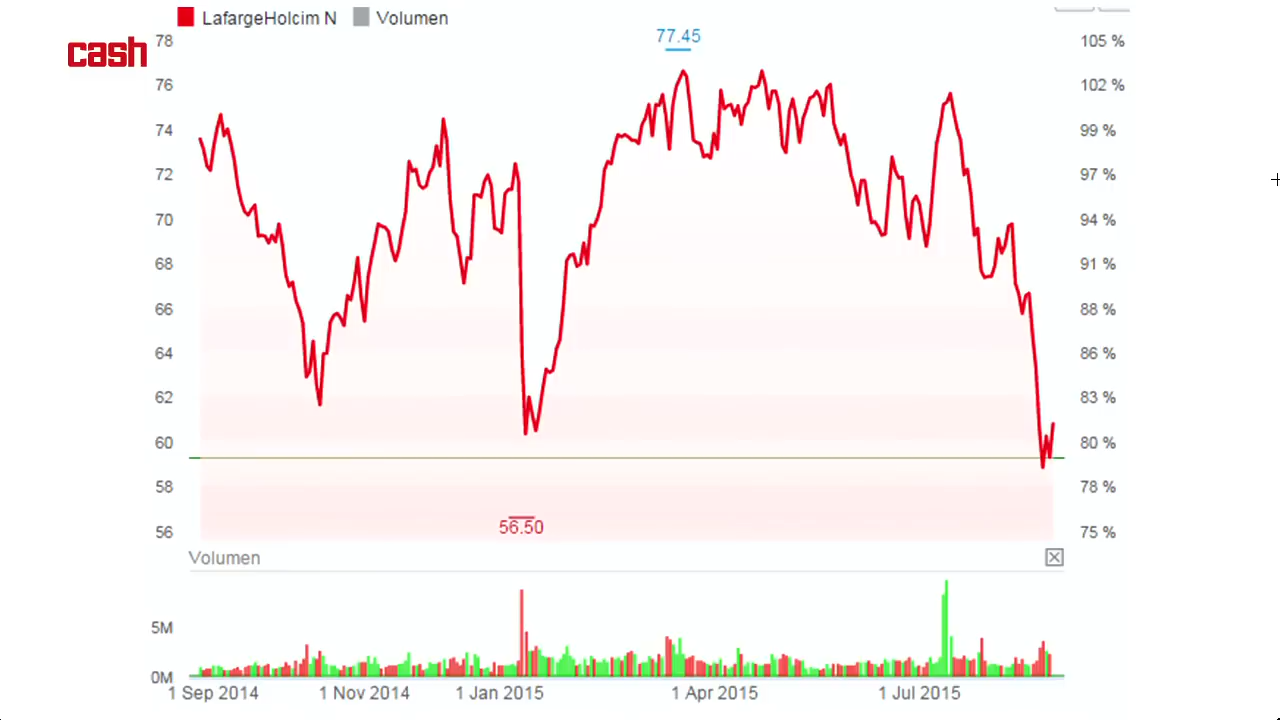 LafargeHolcim N Volumen
cash
77.45
78 105 %
76 102 %
74 99 %
72 97 %
70 94 %
68 91 %
66 88 %
64 86 %
62 83 %
60 80 %
58 78 %
56 75 %
56.50
Volumen
5M
0M
1 Sep 2014 1 Nov 2014 1 Jan 2015 1 Apr 2015 1 Jul 2015